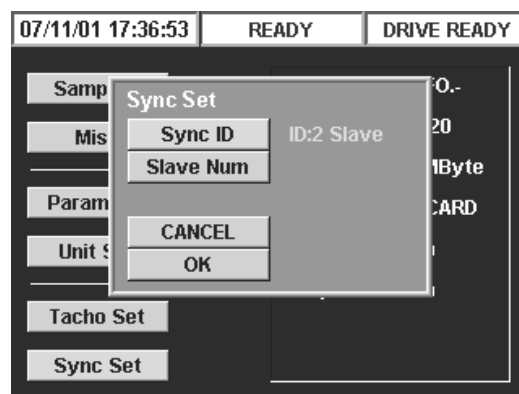 07/11/01 17:36:53 READY DRIVE READY
Sync Set
Sync ID ID:2 Slave
Slave Num
CANCEL
OK
Samp
Mis
Param
Unit
Tacho Set
Sync Set
O.-
20
MByte
CARD